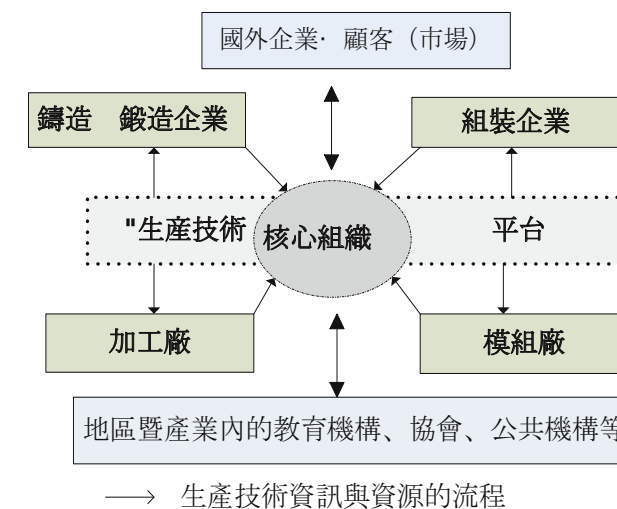 國外企業· 顧客（市場）
鑄造　鍛造企業
組裝企業
"生產技術
核心組織
平台
加工廠
模組廠
地區暨產業內的教育機構、協會、公共機構等
生產技術資訊與資源的流程